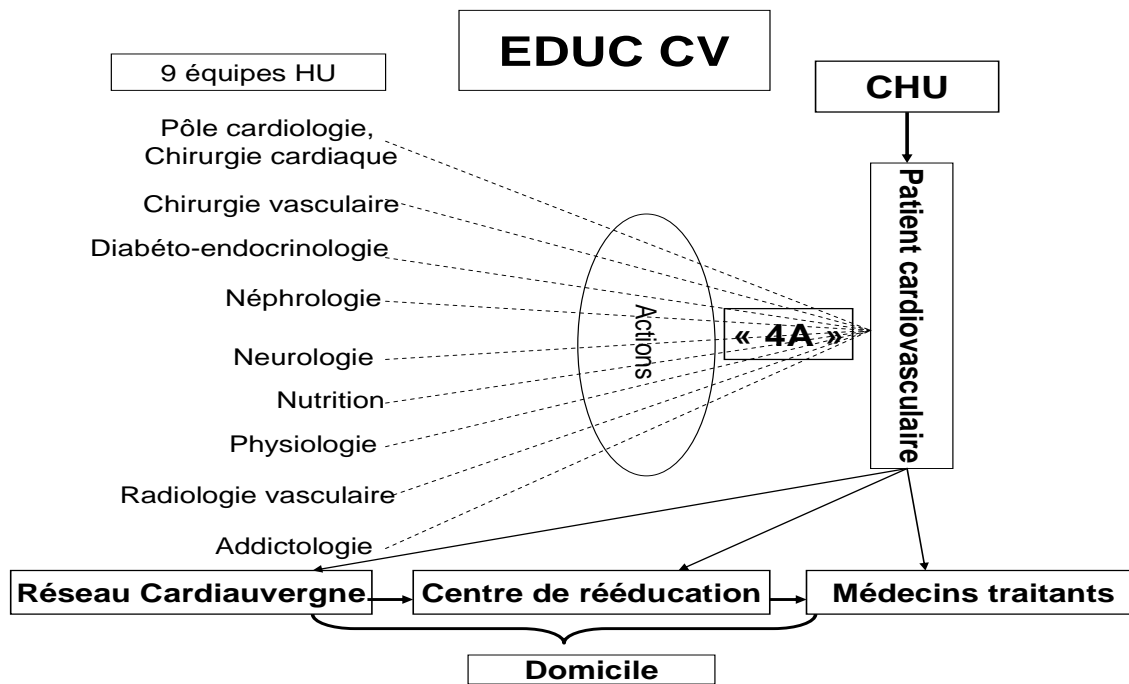 EDUC CV
9 équipes HU
CHU
Pôle cardiologie,
Chirurgie cardiaque
Chirurgie vasculaire
Diabéto-endocrinologie
Néphrologie
Neurologie
Nutrition
Physiologie
Radiologie vasculaire
Addictologie
Actions
« 4A »
Patient cardiovasculaire
Réseau Cardiauvergne
Centre de rééducation
Médecins traitants
Domicile